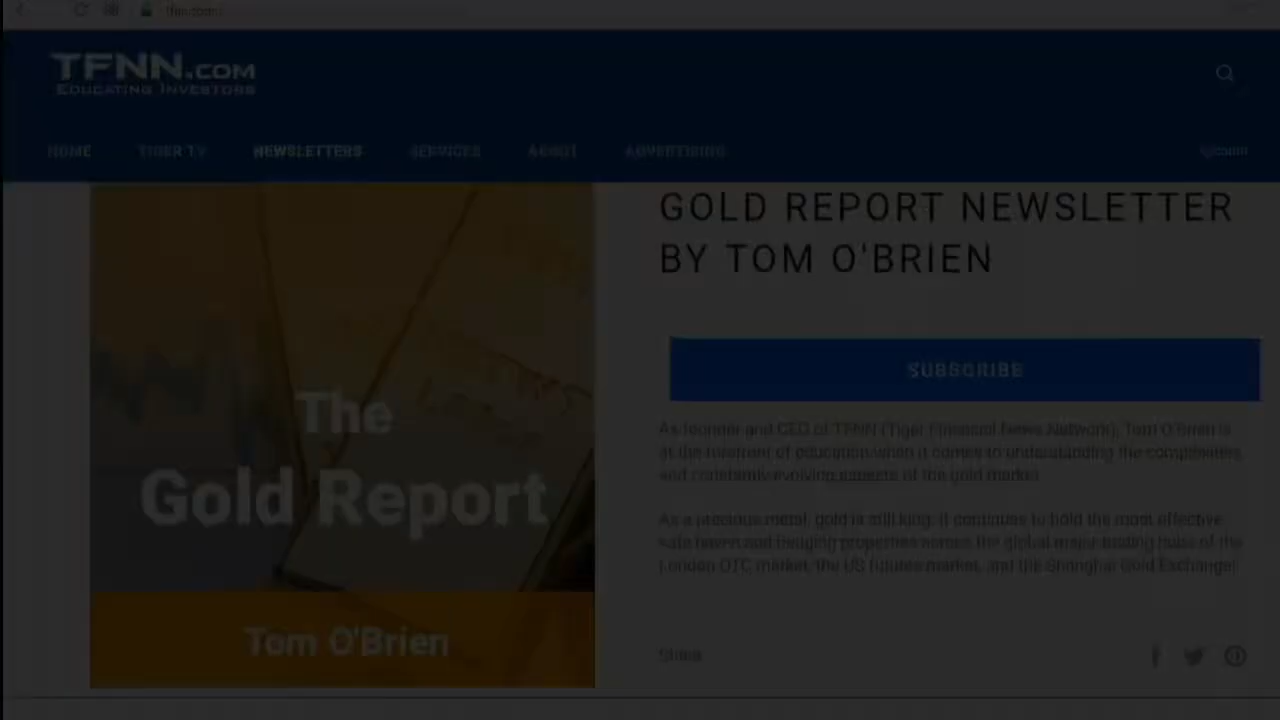 TFNN.COM
EDUCATING INVESTORS
HOME TIGER TV NEWSLETTERS SERVICES ABOUT ADVERTISING
GOLD REPORT NEWSLETTER
BY TOM O'BRIEN
SUBSCRIBE
The
Gold Report
Tom O'Brien
As founder and CEO of TFNN (Tiger Financial News Network), Tom O'Brien is
at the forefront of education when it comes to understanding the complexities
and constantly evolving aspects of the gold market.
As a precious metal, gold is still king. It continues to hold the most effective
safe haven and hedging properties across the global major trading hubs of the
London OTC market, the US futures market, and the Shanghai Gold Exchange.
Share